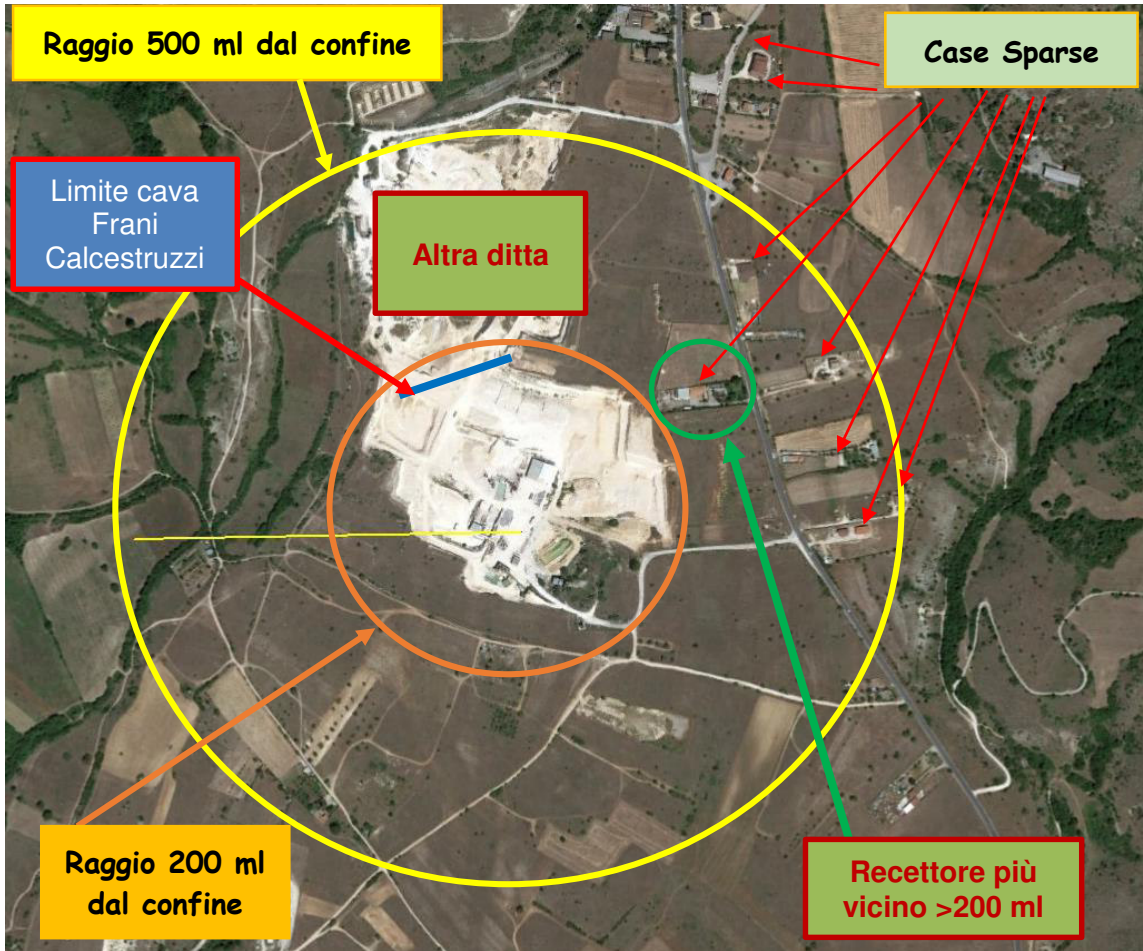 Raggio 500 ml dal confine
Case Sparse
Limite cava
Frani
Calcestruzzi
Altra ditta
Raggio 200 ml
dal confine
Recettore più
vicino >200 ml